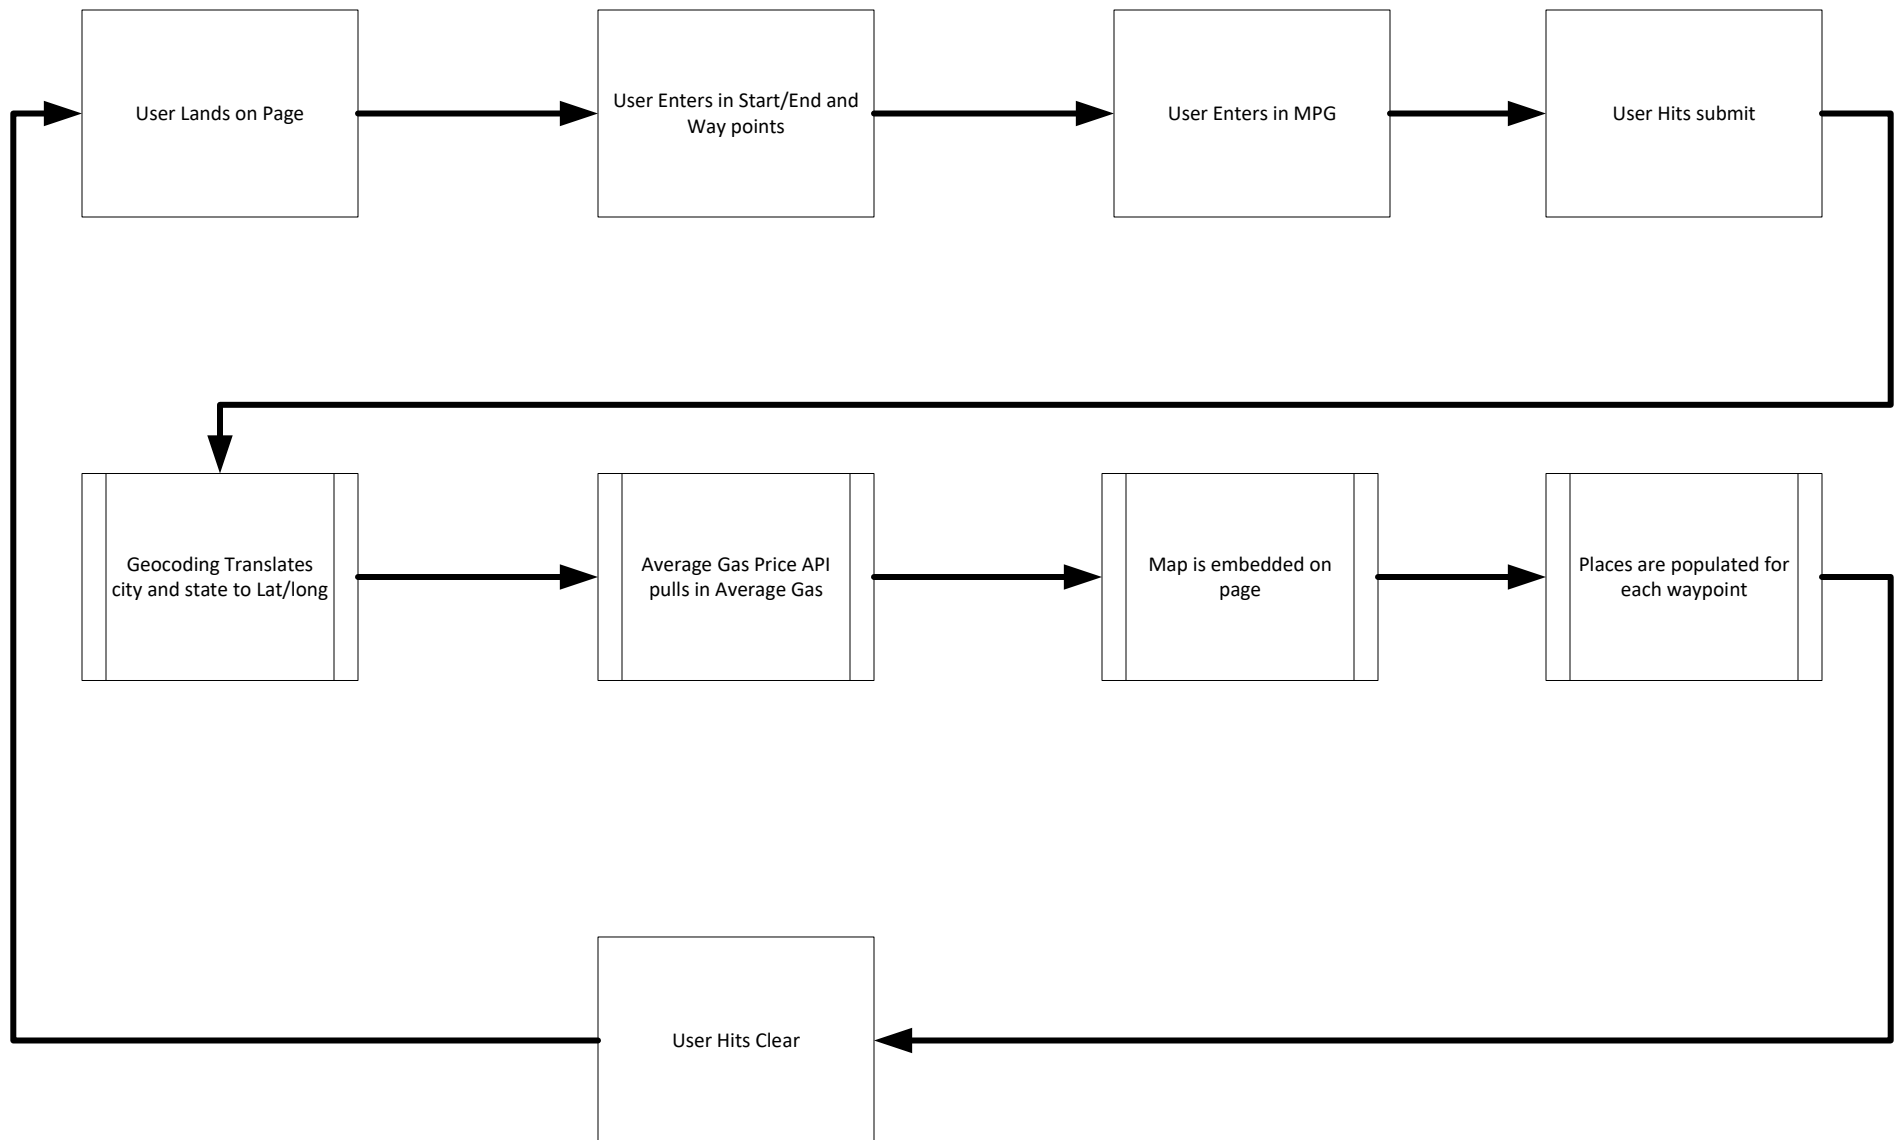 User Lands on Page
User Enters in Start/End and
Way points
User Enters in MPG
User Hits submit
Geocoding Translates
city and state to Lat/long
Average Gas Price API
pulls in Average Gas
Map is embedded on
page
Places are populated for
each waypoint
User Hits Clear